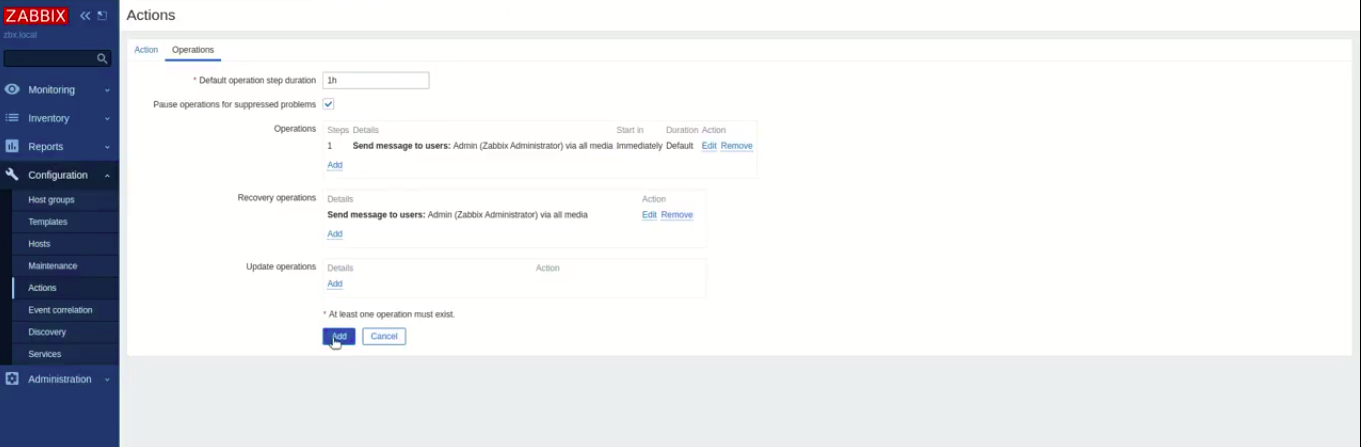 ZABBIX
Actions
zbx.local
Action Operations
* Default operation step duration 1h
Monitoring
Pause operations for suppressed problems
Inventory
Operations Steps Details Start in Duration Action
1 Send message to users: Admin (Zabbix Administrator) via all media Immediately Default Edit Remove
Reports
Add
Configuration
Recovery operations Details Action
Host groups
Send message to users: Admin (Zabbix Administrator) via all media Edit Remove
Templates
Add
Hosts
Maintenance
Update operations Details Action
Actions
Add
Event correlation
* At least one operation must exist.
Discovery
Add Cancel
Services
Administration